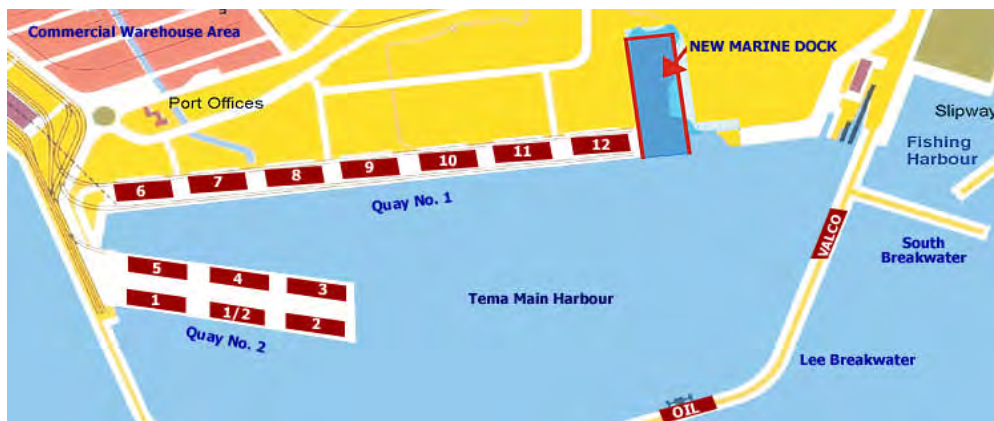 Commercial Warehouse Area
NEW MARINE DOCK
Port Offices
Slipway
Fishing
Harbour
6
7
8
9
10
11
12
Quay No. 1
VALCO
South
Breakwater
5
4
3
1
1/2
2
Tema Main Harbour
Quay No. 2
Lee Breakwater
OIL